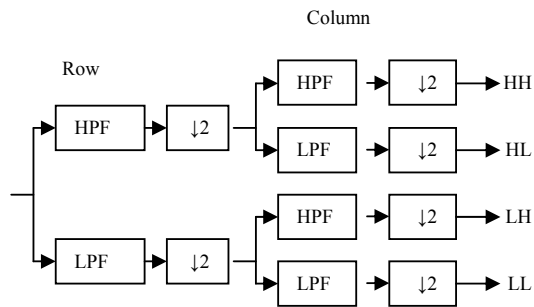 Column
Row
HPF ↓2 HH
HPF ↓2
LPF ↓2 HL
HPF ↓2 LH
LPF ↓2
LPF ↓2 LL